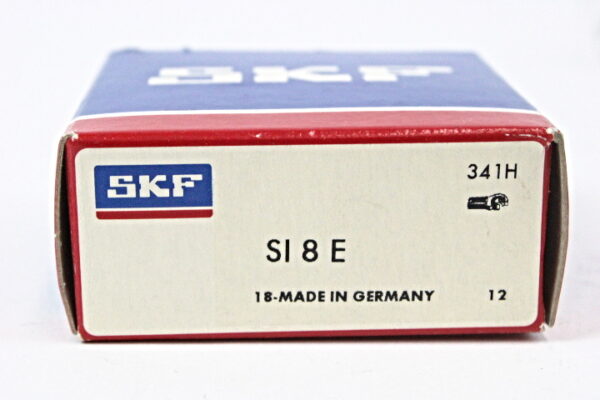 SKF
SKF
341H
SI 8 E
18-MADE IN GERMANY 12